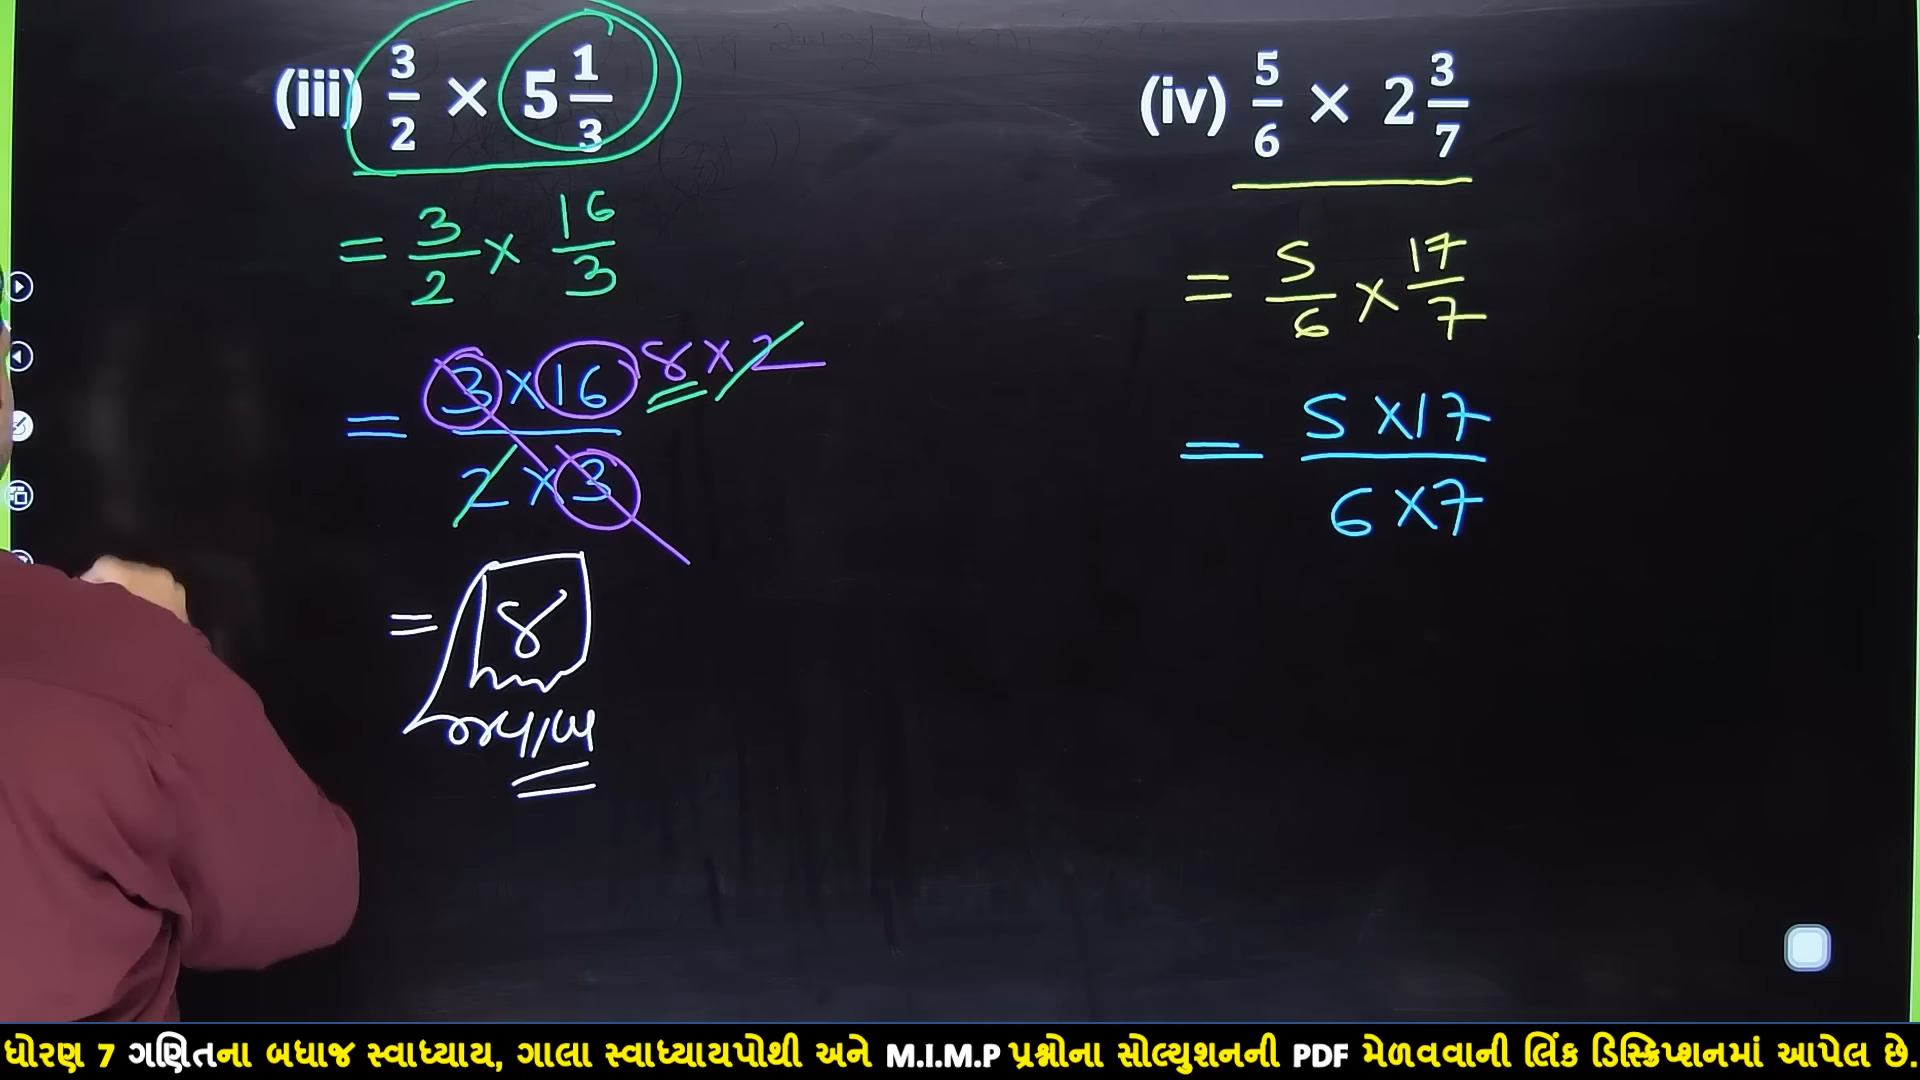 (iii) 3/2 × 5 1/3
= 3/2 × 16/3
= 3 × 16 8 × 2 / 2 × 3
= 8
જવાબ
(iv) 5/6 × 2 3/7
= 5/6 × 17/7
= 5 × 17 / 6 × 7
ધોરણ 7 ગણિતના બધાજ સ્વાધ્યાય, ગાલા સ્વાધ્યાયપોથી અને M.I.M.P પ્રશ્નોના સોલ્યુશનની PDF મેળવવાની લિંક ડિસ્ક્રિપ્શનમાં આપેલ છે.